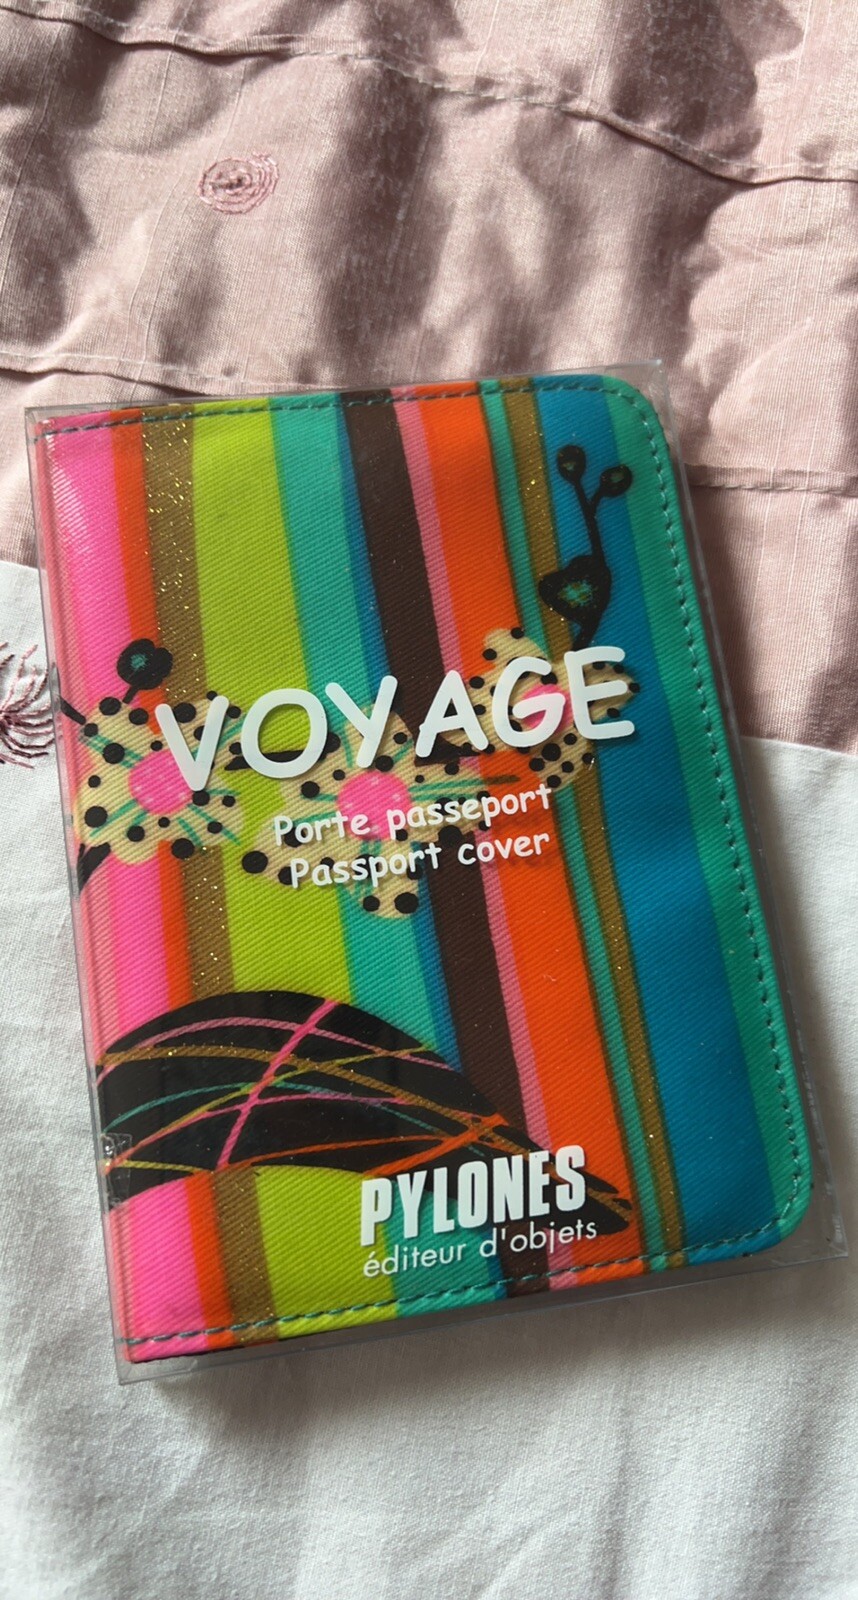 VOYAGE
Porte passeport
Passport cover
PYLONES
éditeur d'objets